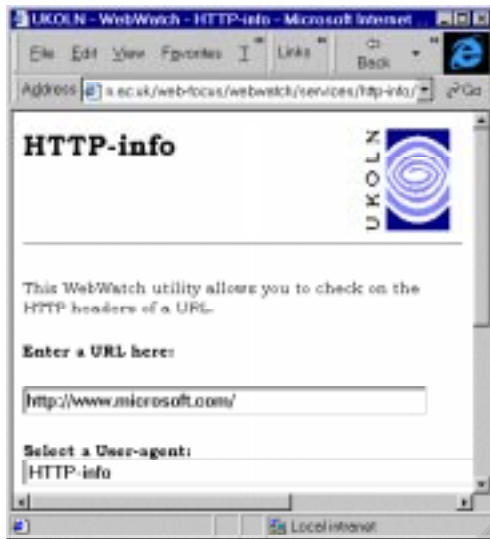 UKOLN - WebWatch - HTTP-info - Microsoft Internet ...
File Edit View Favorites T " Links " Back "
Address n.ec.uk/web-focus/webwatch/services/http-info/ Go
HTTP-info
UKOLN
This WebWatch utility allows you to check on the
HTTP headers of a URL.
Enter a URL here:
http://www.microsoft.com/
Select a User-agent:
HTTP-info
Local intranet